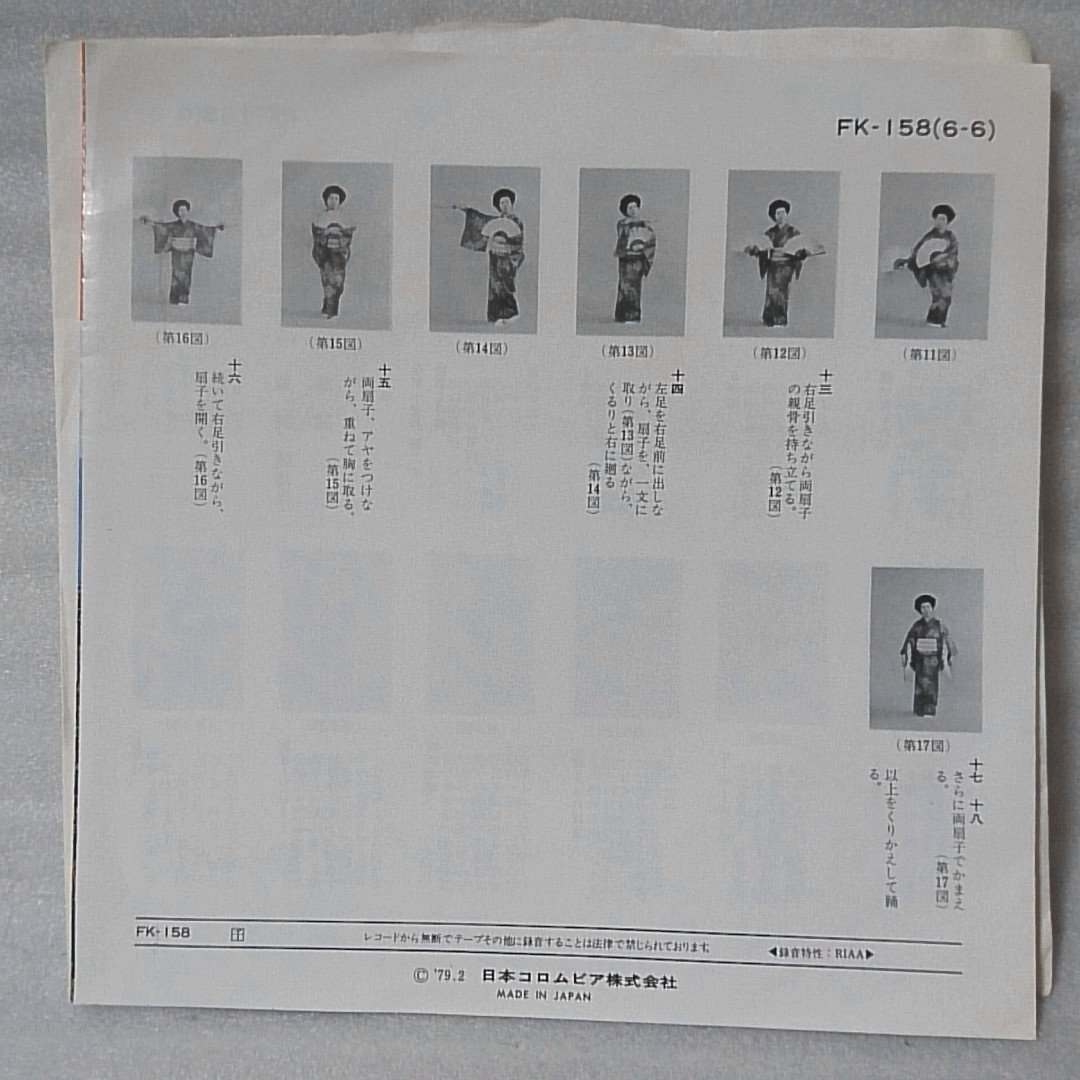 FK-158(6-6)
(第11図)
(第12図)
(第13図)
(第14図)
(第15図)
(第16図)
十三
右足引きながら両扇子
の親骨を持ち立てる。
(第12図)
十四
左足を右足前に出しな
がら、扇子を、一文に
取り(第13図)ながら、
くるりと右に廻る
(第14図)
十五
両扇子、アヤをつけな
がら、重ねて胸に取る。
(第15図)
十六
続いて右足引きながら、
扇子を開く。(第16図)
(第17図)
十七 十八
さらに両扇子でかまえ
る。 (第17図)
以上をくりかえして踊
る。
FK-158
レコードから無断でテープその他に録音することは法律で禁じられております。
◀録音特性:RIAA▶
© '79.2 日本コロムビア株式会社
MADE IN JAPAN